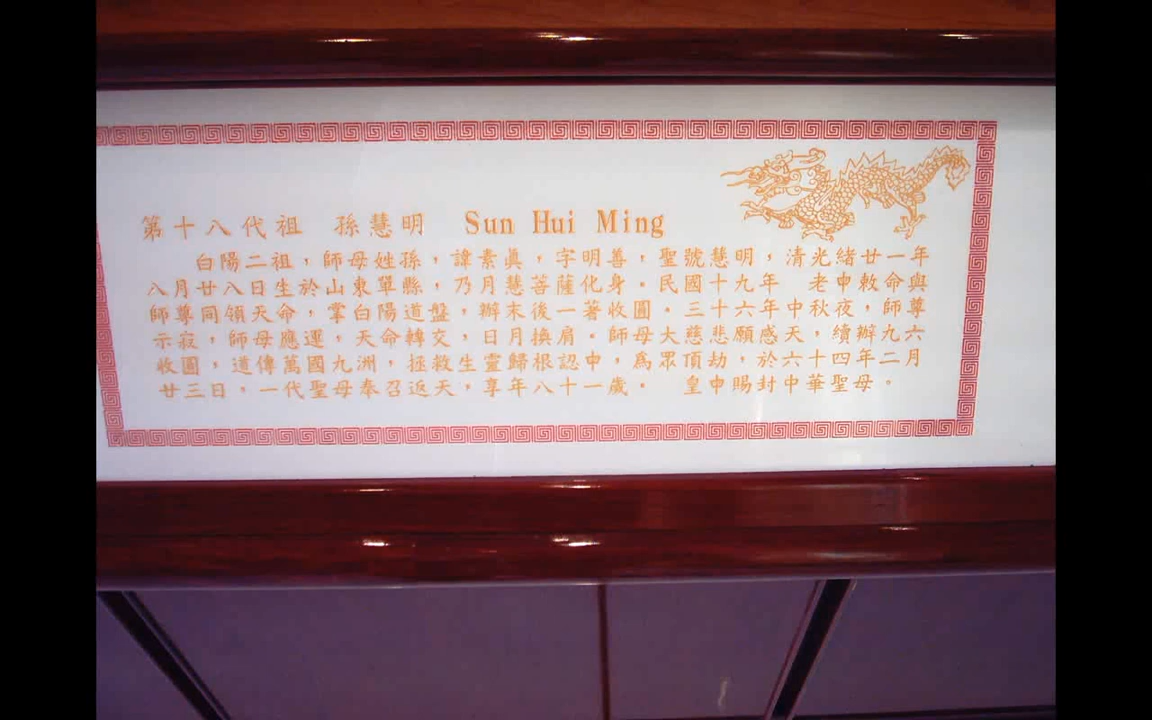 第十八代祖 孫慧明 Sun Hui Ming
白陽二祖，師母姓孫，諱素眞，字明善，聖號慧明，清光緒廿一年
八月廿八日生於山東單縣，乃月慧菩薩化身。民國十九年 老申敕命與
師尊同領天命，掌白陽道盤，辦末後一著收圓。三十六年中秋夜，師尊
示寂，師母應運，天命轉交，日月換肩。師母大慈悲願感天，續辦九六
收圓，道傳萬國九洲，拯救生靈歸根認申，爲眾頂劫，於六十四年二月
廿三日，一代聖母奉召返天，享年八十一歲。 皇申賜封中華聖母。